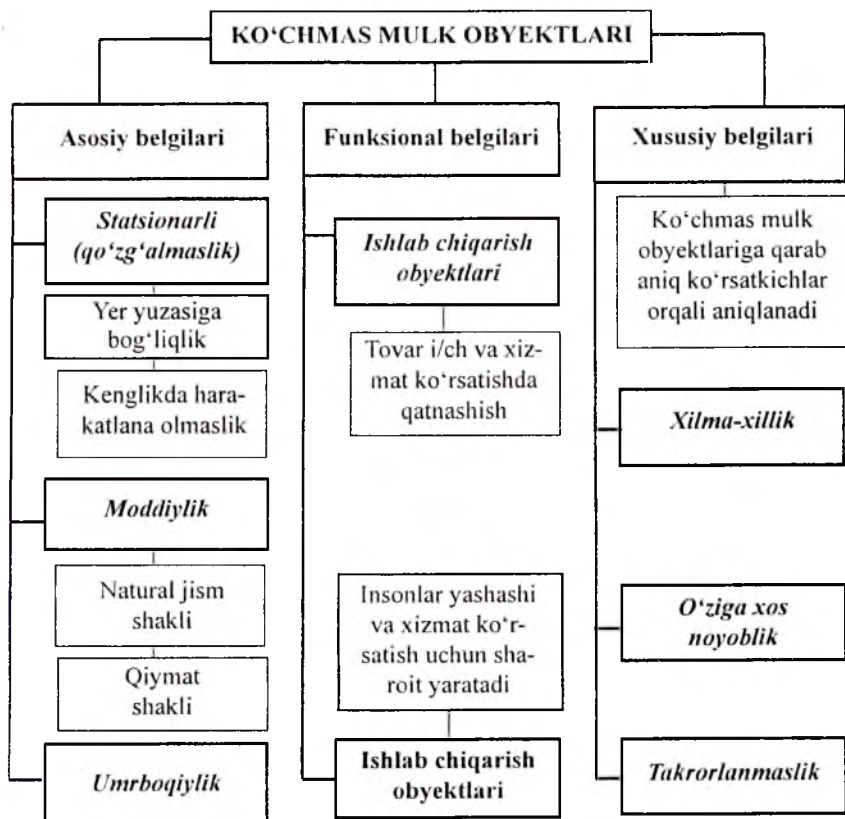 KO‘CHMAS MULK OBYEKTLARI
Asosiy belgilari
Statsionarli
(qo‘zg‘almaslik)
Yer yuzasiga
bog‘liqlik
Kenglikda hara-
katlana olmaslik
Moddiylik
Natural jism
shakli
Qiymat
shakli
Umrboqiylik
Funksional belgilari
Ishlab chiqarish
obyektlari
Tovar i/ch va xiz-
mat ko‘rsatishda
qatnashish
Insonlar yashashi
va xizmat ko‘r-
satish uchun sha-
roit yaratadi
Ishlab chiqarish
obyektlari
Xususiy belgilari
Ko‘chmas mulk
obyektlariga qarab
aniq ko‘rsatkichlar
orqali aniqlanadi
Xilma-xillik
O‘ziga xos
noyoblik
Takrorlanmaslik